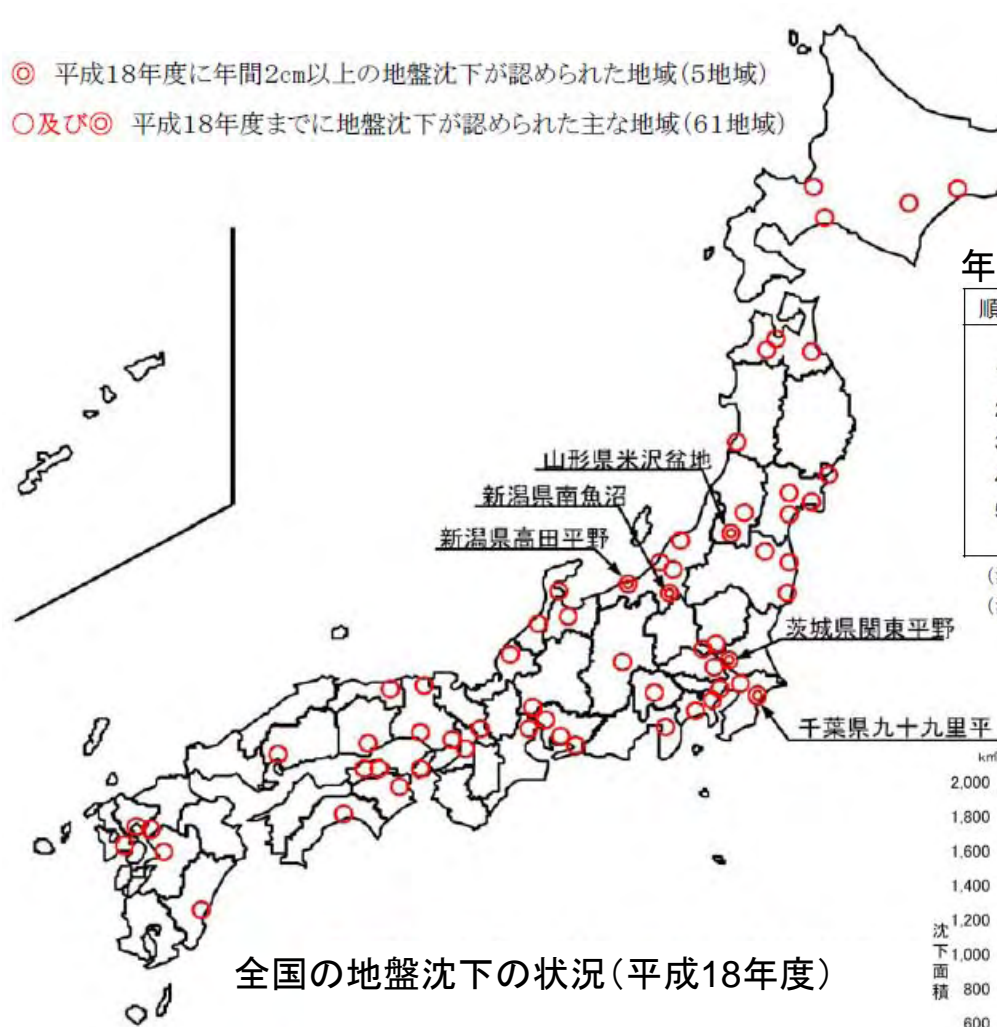 ◎ 平成18年度に年間2cm以上の地盤沈下が認められた地域(5地域)
○及び◎ 平成18年度までに地盤沈下が認められた主な地域(61地域)
年
順
山形県米沢盆地
新潟県南魚沼
新潟県高田平野
茨城県関東平野
千葉県九十九里平
km²
2,000
1,800
1,600
1,400
1,200
1,000
800
600
沈下面積
全国の地盤沈下の状況(平成18年度)